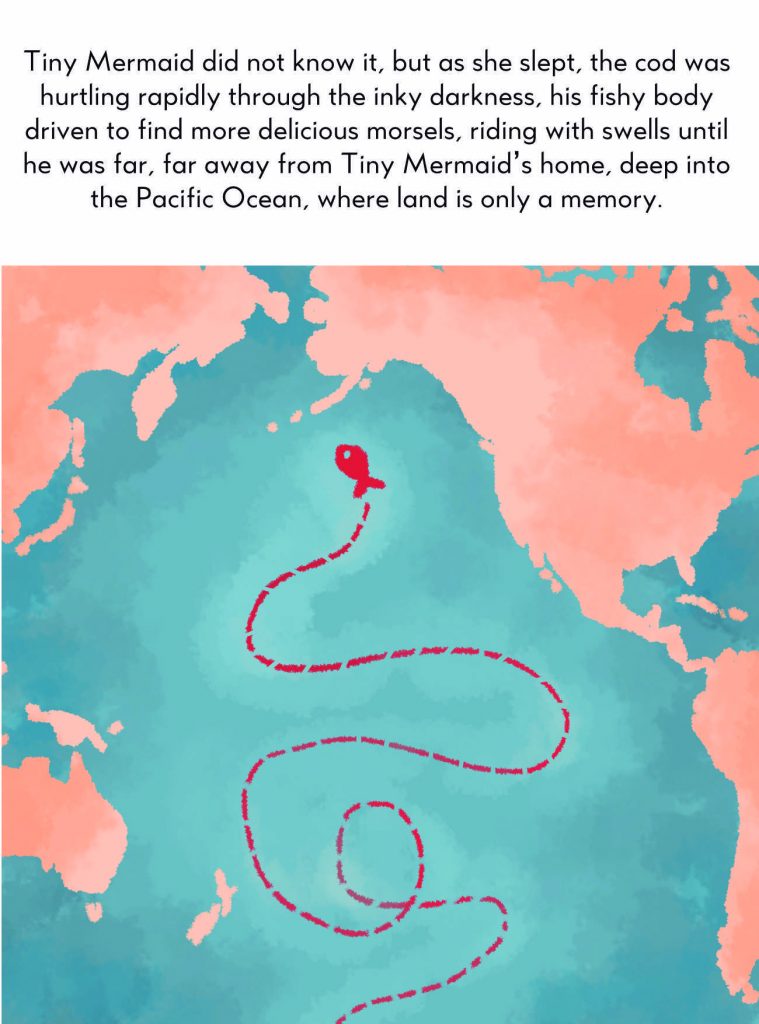 Tiny Mermaid did not know it, but as she slept, the cod was
hurtling rapidly through the inky darkness, his fishy body
driven to find more delicious morsels, riding with swells until
he was far, far away from Tiny Mermaid’s home, deep into
the Pacific Ocean, where land is only a memory.